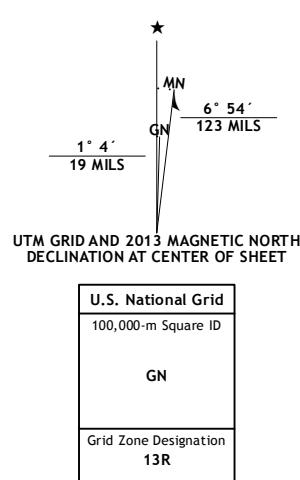 ★
MN
6° 54´
123 MILS
GN
1° 4´
19 MILS
UTM GRID AND 2013 MAGNETIC NORTH
DECLINATION AT CENTER OF SHEET
U.S. National Grid
100,000-m Square ID
GN
Grid Zone Designation
13R